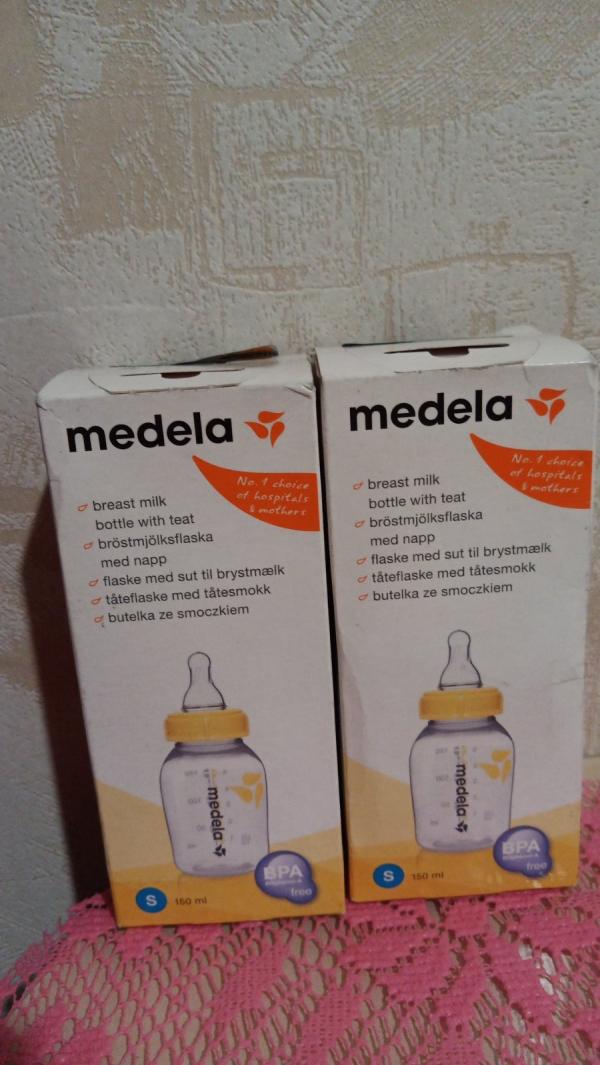 medela
No. 1 choice
of hospitals
& mothers
breast milk
bottle with teat
bröstmjölksflaska
med napp
flaske med sut til brystmælk
tåteflaske med tåtesmokk
butelka ze smoczkiem
medela
BPA
free
S
150 ml
medela
No. 1 choice
of hospitals
& mothers
breast milk
bottle with teat
bröstmjölksflaska
med napp
flaske med sut til brystmælk
tåteflaske med tåtesmokk
butelka ze smoczkiem
medela
BPA
free
S
150 ml